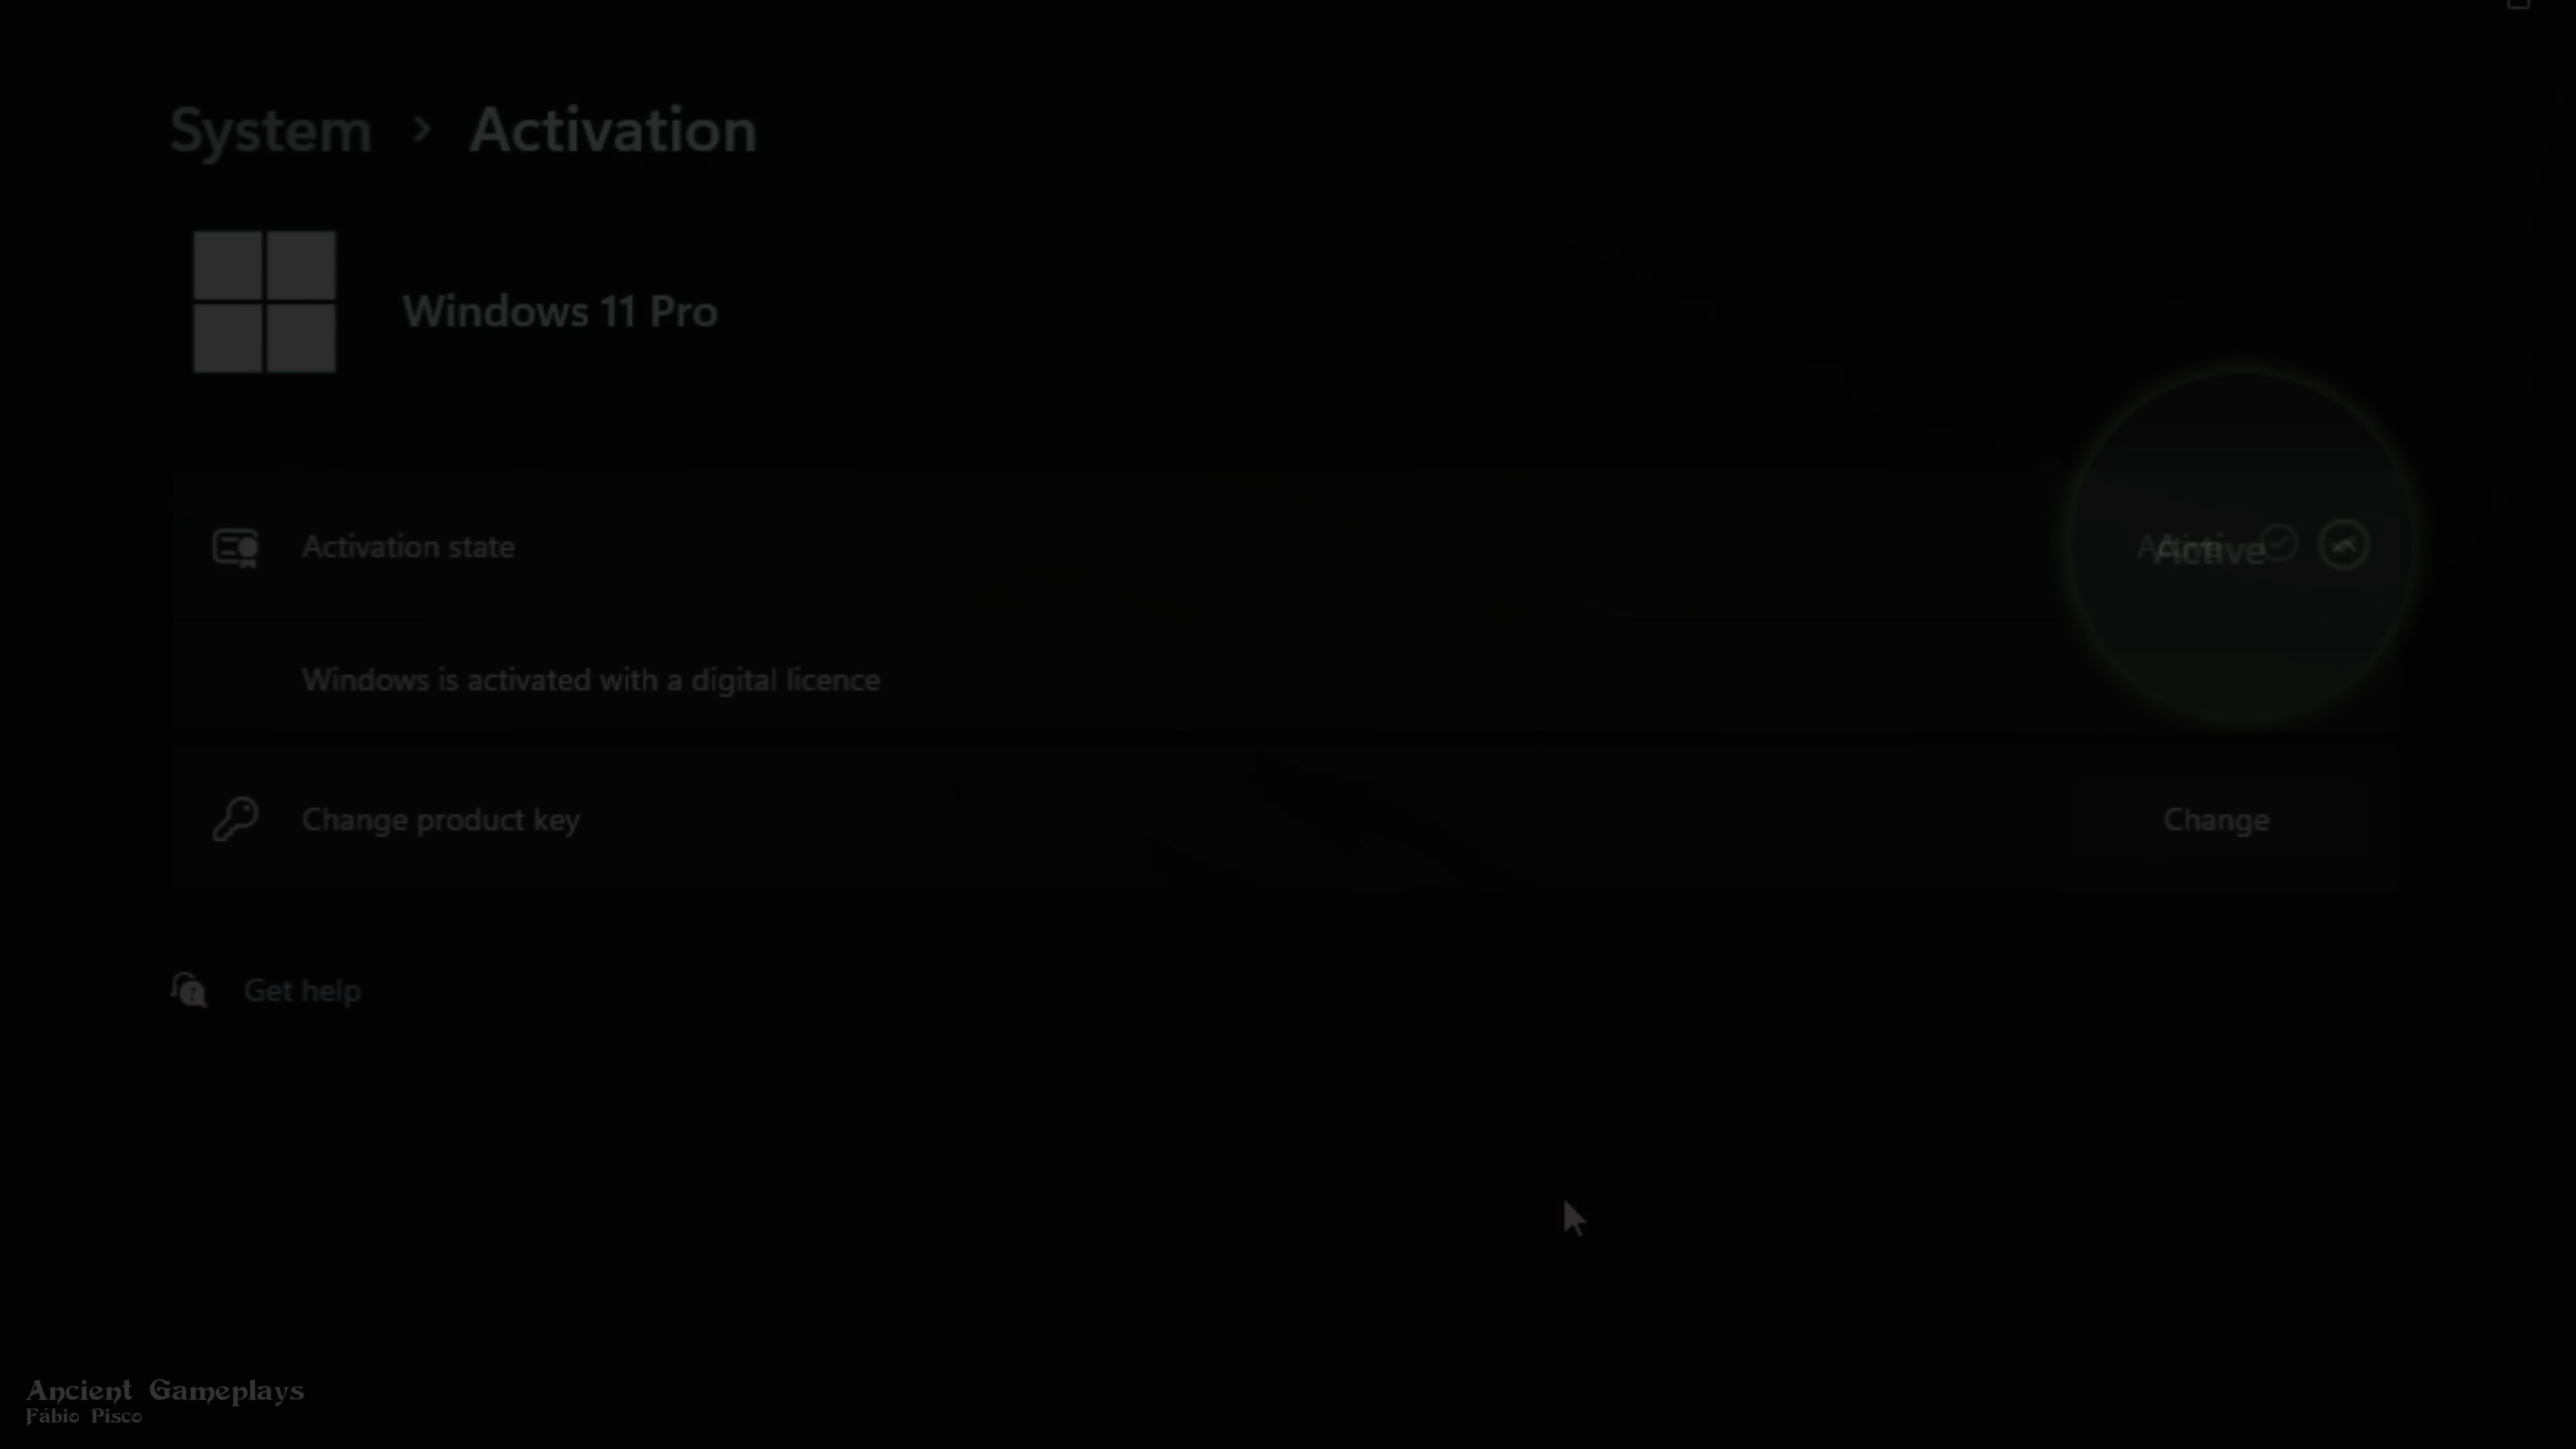 System > Activation
Windows 11 Pro
Activation state
Active
Windows is activated with a digital licence
Change product key
Change
Get help
Ancient Gameplays
Fábio Pisco